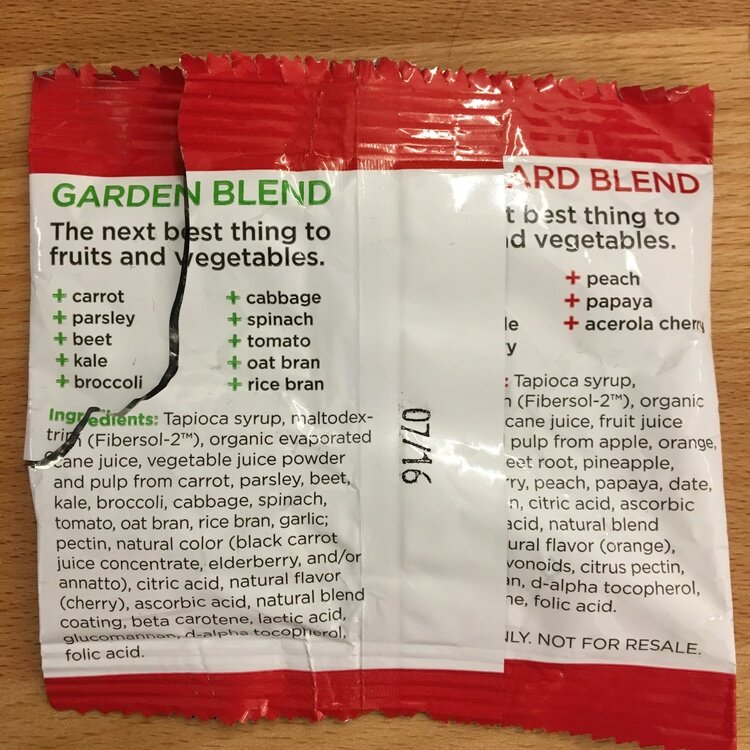 GARDEN BLEND
The next best thing to
fruits and vegetables.
+ carrot
+ parsley
+ beet
+ kale
+ broccoli
+ cabbage
+ spinach
+ tomato
+ oat bran
+ rice bran
Ingredients: Tapioca syrup, maltodex-
trin (Fibersol-2™), organic evaporated
cane juice, vegetable juice powder
and pulp from carrot, parsley, beet,
kale, broccoli, cabbage, spinach,
tomato, oat bran, rice bran, garlic;
pectin, natural color (black carrot
juice concentrate, elderberry, and/or
annatto), citric acid, natural flavor
(cherry), ascorbic acid, natural blend
coating, beta carotene, lactic acid,
glucomannan, d-alpha tocopherol,
folic acid.
07/16
ARD BLEND
t best thing to
d vegetables.
+ peach
+ papaya
+ acerola cherry
le
y
: Tapioca syrup,
(Fibersol-2™), organic
cane juice, fruit juice
pulp from apple, orange,
eet root, pineapple,
rry, peach, papaya, date,
n, citric acid, ascorbic
acid, natural blend
ural flavor (orange),
vonoids, citrus pectin,
an, d-alpha tocopherol,
ne, folic acid.
NLY. NOT FOR RESALE.